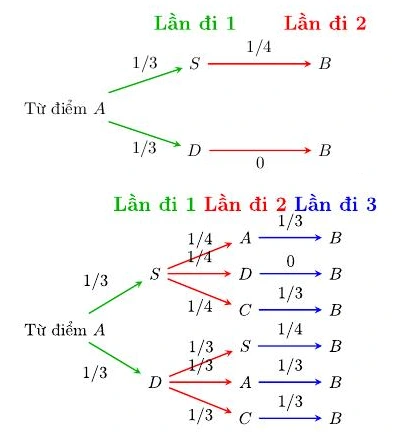 Lần đi 1 Lần đi 2
1/3 S 1/4 B
Từ điểm A
1/3 D 0 B
Lần đi 1 Lần đi 2 Lần đi 3
1/4 A 1/3 B
1/3 S 1/4 D 0 B
1/4 C 1/3 B
Từ điểm A
1/3 S 1/4 B
1/3 D 1/3 A 1/3 B
1/3 C 1/3 B